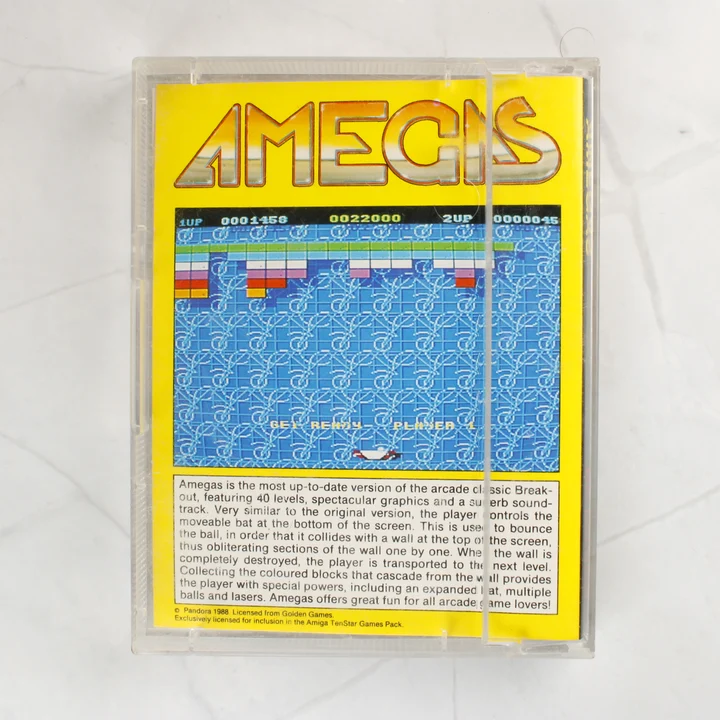 AMEGAS
1UP 0001458 0022000 2UP 0000045
GET READY PLAYER 1
Amegas is the most up-to-date version of the arcade classic Break-
out, featuring 40 levels, spectacular graphics and a superb sound-
track. Very similar to the original version, the player controls the
moveable bat at the bottom of the screen. This is used to bounce
the ball, in order that it collides with a wall at the top of the screen,
thus obliterating sections of the wall one by one. When the wall is
completely destroyed, the player is transported to the next level.
Collecting the coloured blocks that cascade from the wall provides
the player with special powers, including an expanded bat, multiple
balls and lasers. Amegas offers great fun for all arcade game lovers!
© Pandora 1988. Licensed from Golden Games.
Exclusively licensed for inclusion in the Amiga TenStar Games Pack.